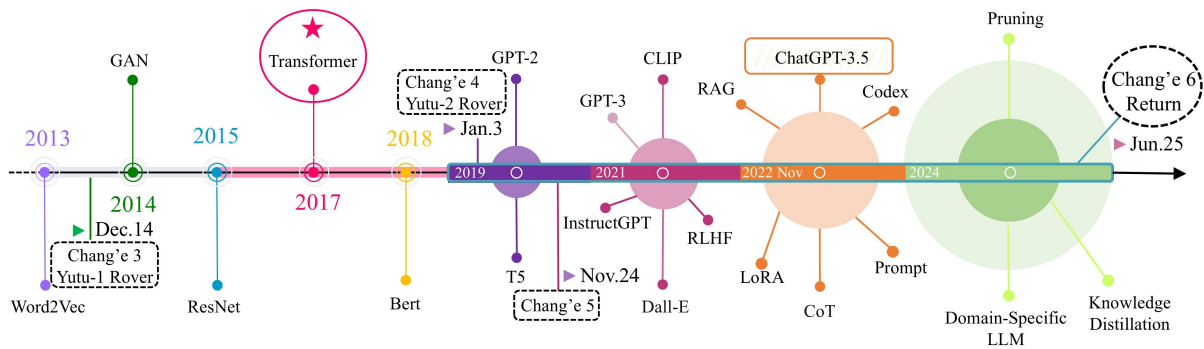 Pruning
GAN
Transformer
GPT-2
CLIP
ChatGPT-3.5
Chang’e 4
Yutu-2 Rover
Chang’e 6
Return
RAG
Codex
GPT-3
2013
2015
2018
Jan.3
Jun.25
2019
2021
2022 Nov
2024
2014
2017
Dec.14
InstructGPT
RLHF
Chang’e 3
Yutu-1 Rover
T5
Nov.24
LoRA
Prompt
Word2Vec
ResNet
Bert
Chang’e 5
Dall-E
CoT
Domain-Specific
LLM
Knowledge
Distillation